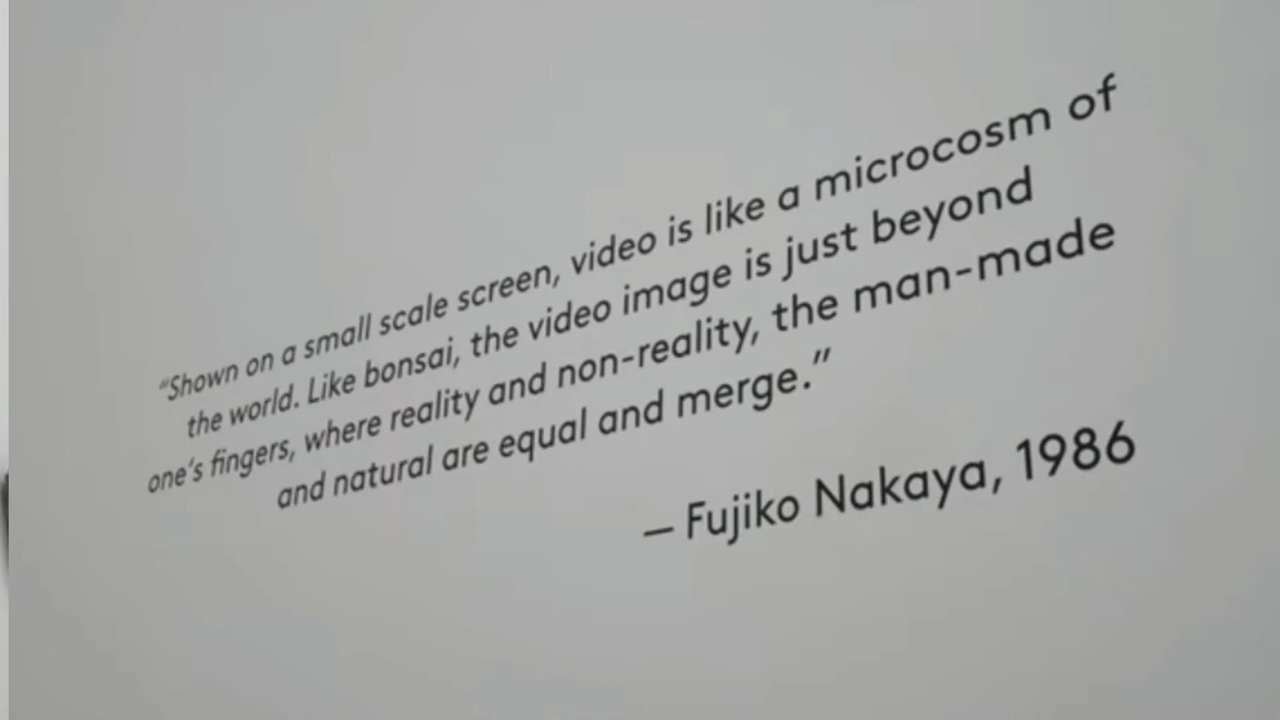 “Shown on a small scale screen, video is like a microcosm of
the world. Like bonsai, the video image is just beyond
one’s fingers, where reality and non-reality, the man-made
and natural are equal and merge.”
– Fujiko Nakaya, 1986